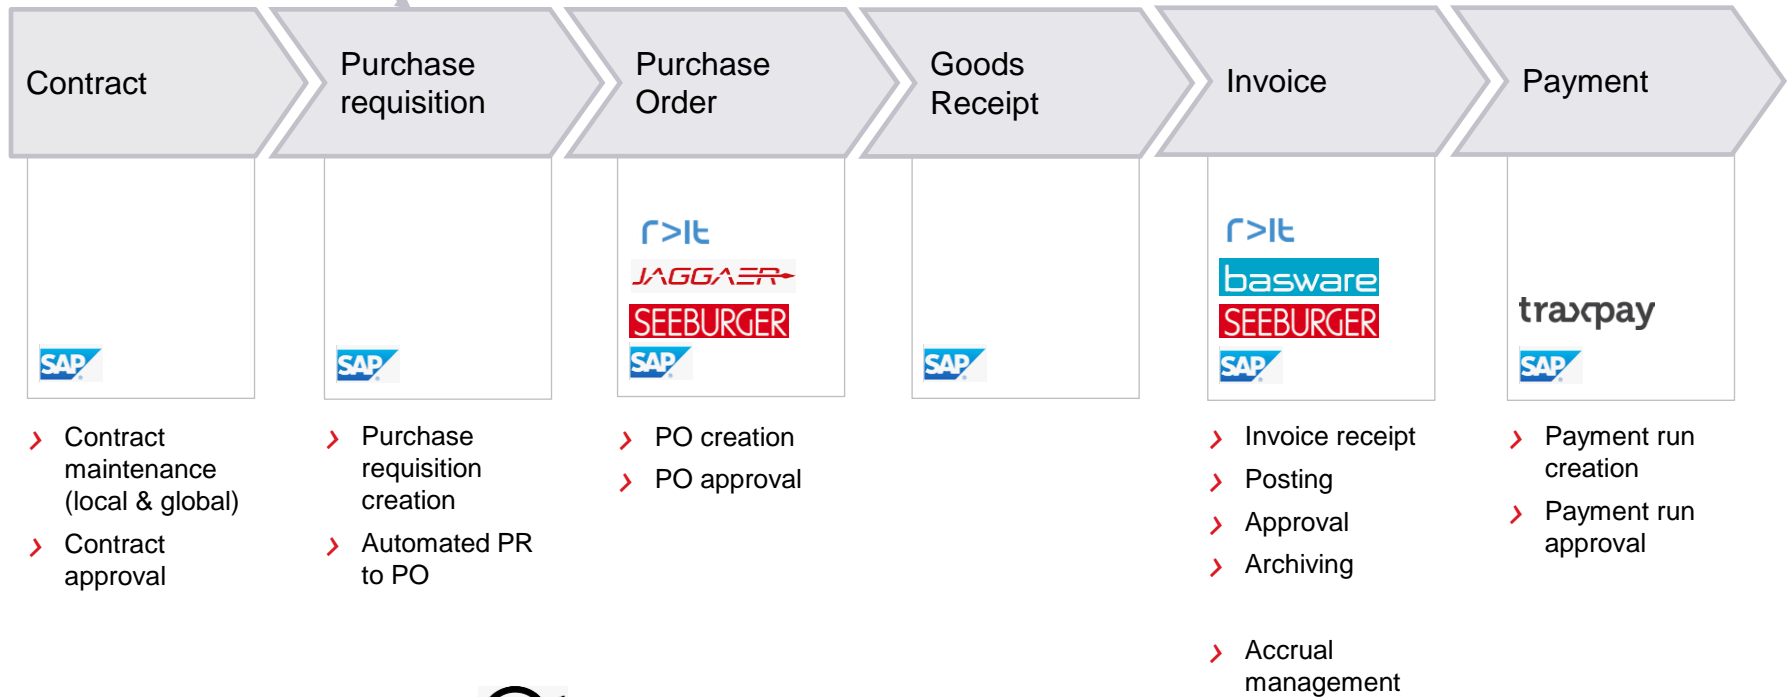 Contract
Purchase
requisition
Purchase
Order
Goods
Receipt
Invoice
Payment
SAP
SAP
r>lt
JAGGAER
SEEBURGER
SAP
SAP
r>lt
basware
SEEBURGER
SAP
traxpay
SAP
Contract
maintenance
(local & global)
Contract
approval
Purchase
requisition
creation
Automated PR
to PO
PO creation
PO approval
Invoice receipt
Posting
Approval
Archiving
Accrual
management
Payment run
creation
Payment run
approval